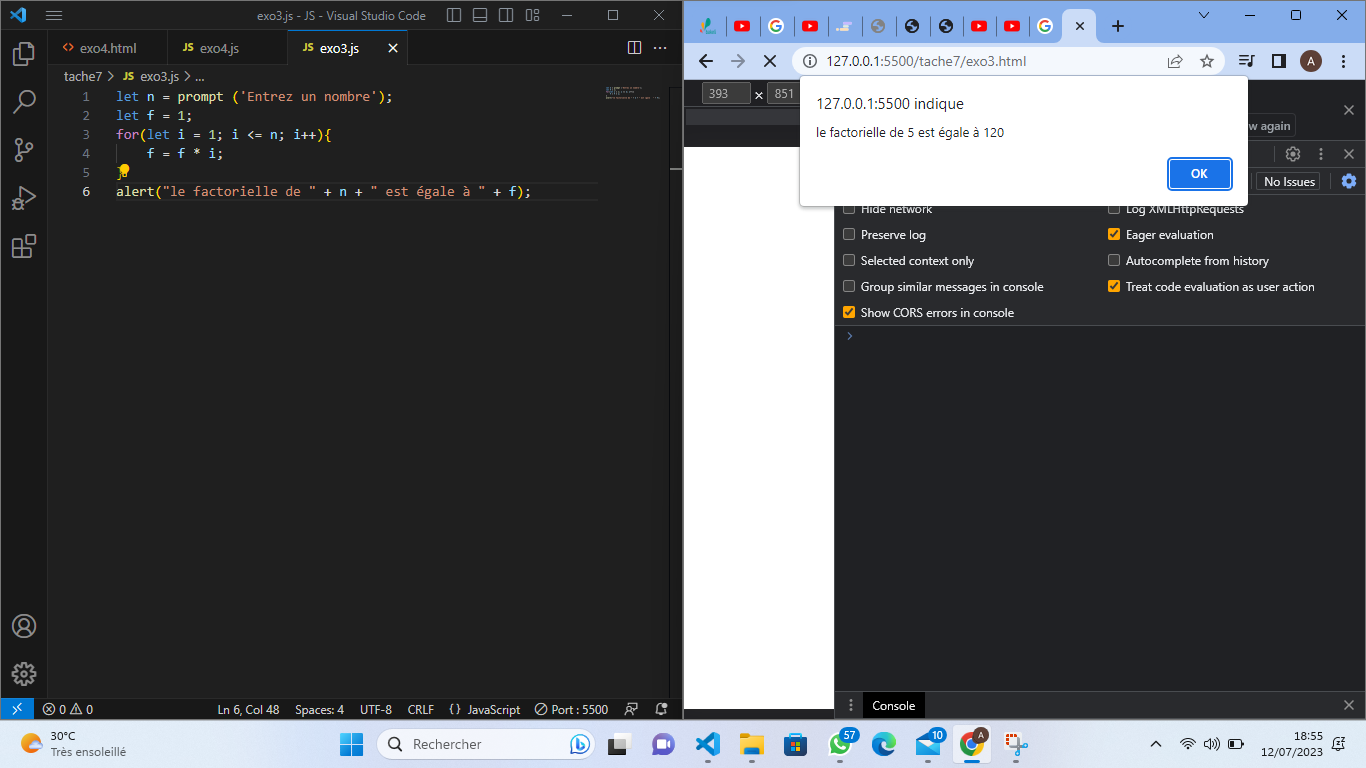 exo3.js - JS - Visual Studio Code
exo4.html
JS exo4.js
JS exo3.js
tache7 > JS exo3.js > ...
1 let n = prompt ('Entrez un nombre');
2 let f = 1;
3 for(let i = 1; i <= n; i++){
4 f = f * i;
5 }
6 alert("le factorielle de " + n + " est égale à " + f);
0 0
Ln 6, Col 48
Spaces: 4
UTF-8
CRLF
{} JavaScript
Port : 5500
127.0.0.1:5500/tache7/exo3.html
A
393 × 851
127.0.0.1:5500 indique
le factorielle de 5 est égale à 120
OK
w again
No Issues
Hide network
Log XMLHttpRequests
Preserve log
Eager evaluation
Selected context only
Autocomplete from history
Group similar messages in console
Treat code evaluation as user action
Show CORS errors in console
Console
30°C
Très ensoleillé
Rechercher
57
10
A
18:55
12/07/2023